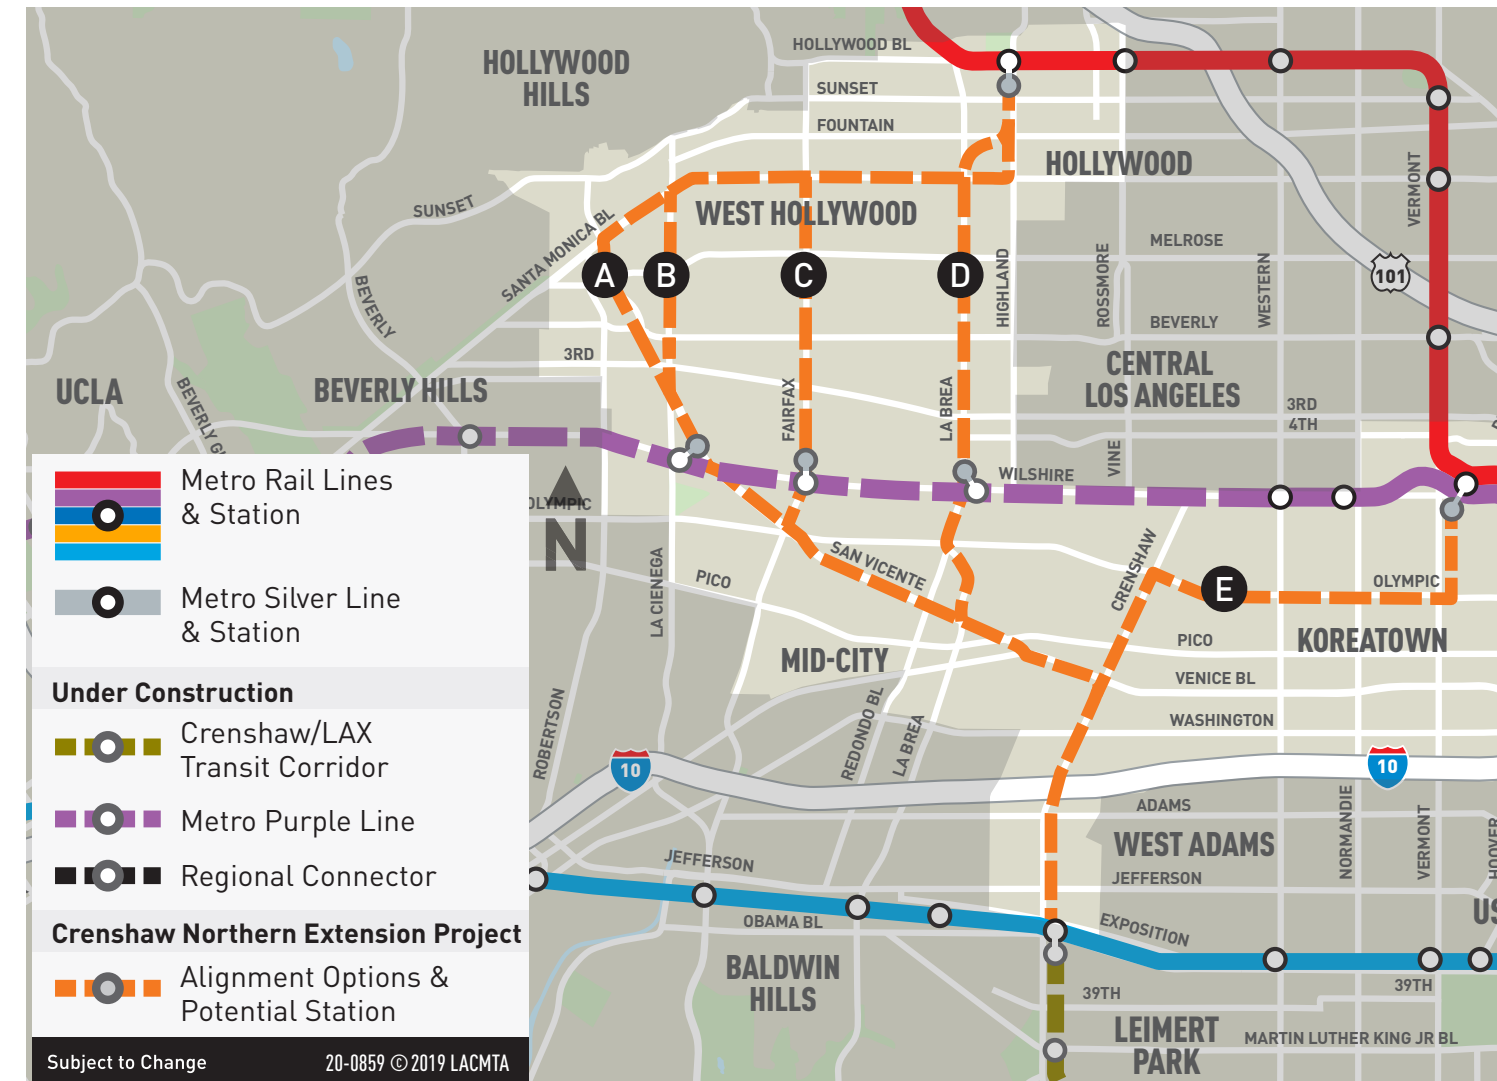 HOLLYWOOD BL
HOLLYWOOD
HILLS
SUNSET
FOUNTAIN
HOLLYWOOD
VERMONT
SUNSET
WEST HOLLYWOOD
SANTA MONICA BL
MELROSE
A
B
C
D
HIGHLAND
ROSSMORE
WESTERN
101
BEVERLY
BEVERLY
3RD
CENTRAL
LOS ANGELES
UCLA
BEVERLY HILLS
BEVERLY
FAIRFAX
LA BREA
3RD
4TH
VINE
WILSHIRE
OLYMPIC
N
LA CIENEGA
PICO
SAN VICENTE
CRENSHAW
E
OLYMPIC
KOREATOWN
PICO
MID-CITY
VENICE BL
WASHINGTON
ROBERTSON
REDONDO BL
LA BREA
10
10
ADAMS
WEST ADAMS
NORMANDIE
VERMONT
HOOVER
JEFFERSON
JEFFERSON
OBAMA BL
EXPOSITION
US
BALDWIN
HILLS
39TH
39TH
LEIMERT
PARK
MARTIN LUTHER KING JR BL
Metro Rail Lines
& Station
Metro Silver Line
& Station
Under Construction
Crenshaw/LAX
Transit Corridor
Metro Purple Line
Regional Connector
Crenshaw Northern Extension Project
Alignment Options &
Potential Station
Subject to Change
20-0859 © 2019 LACMTA